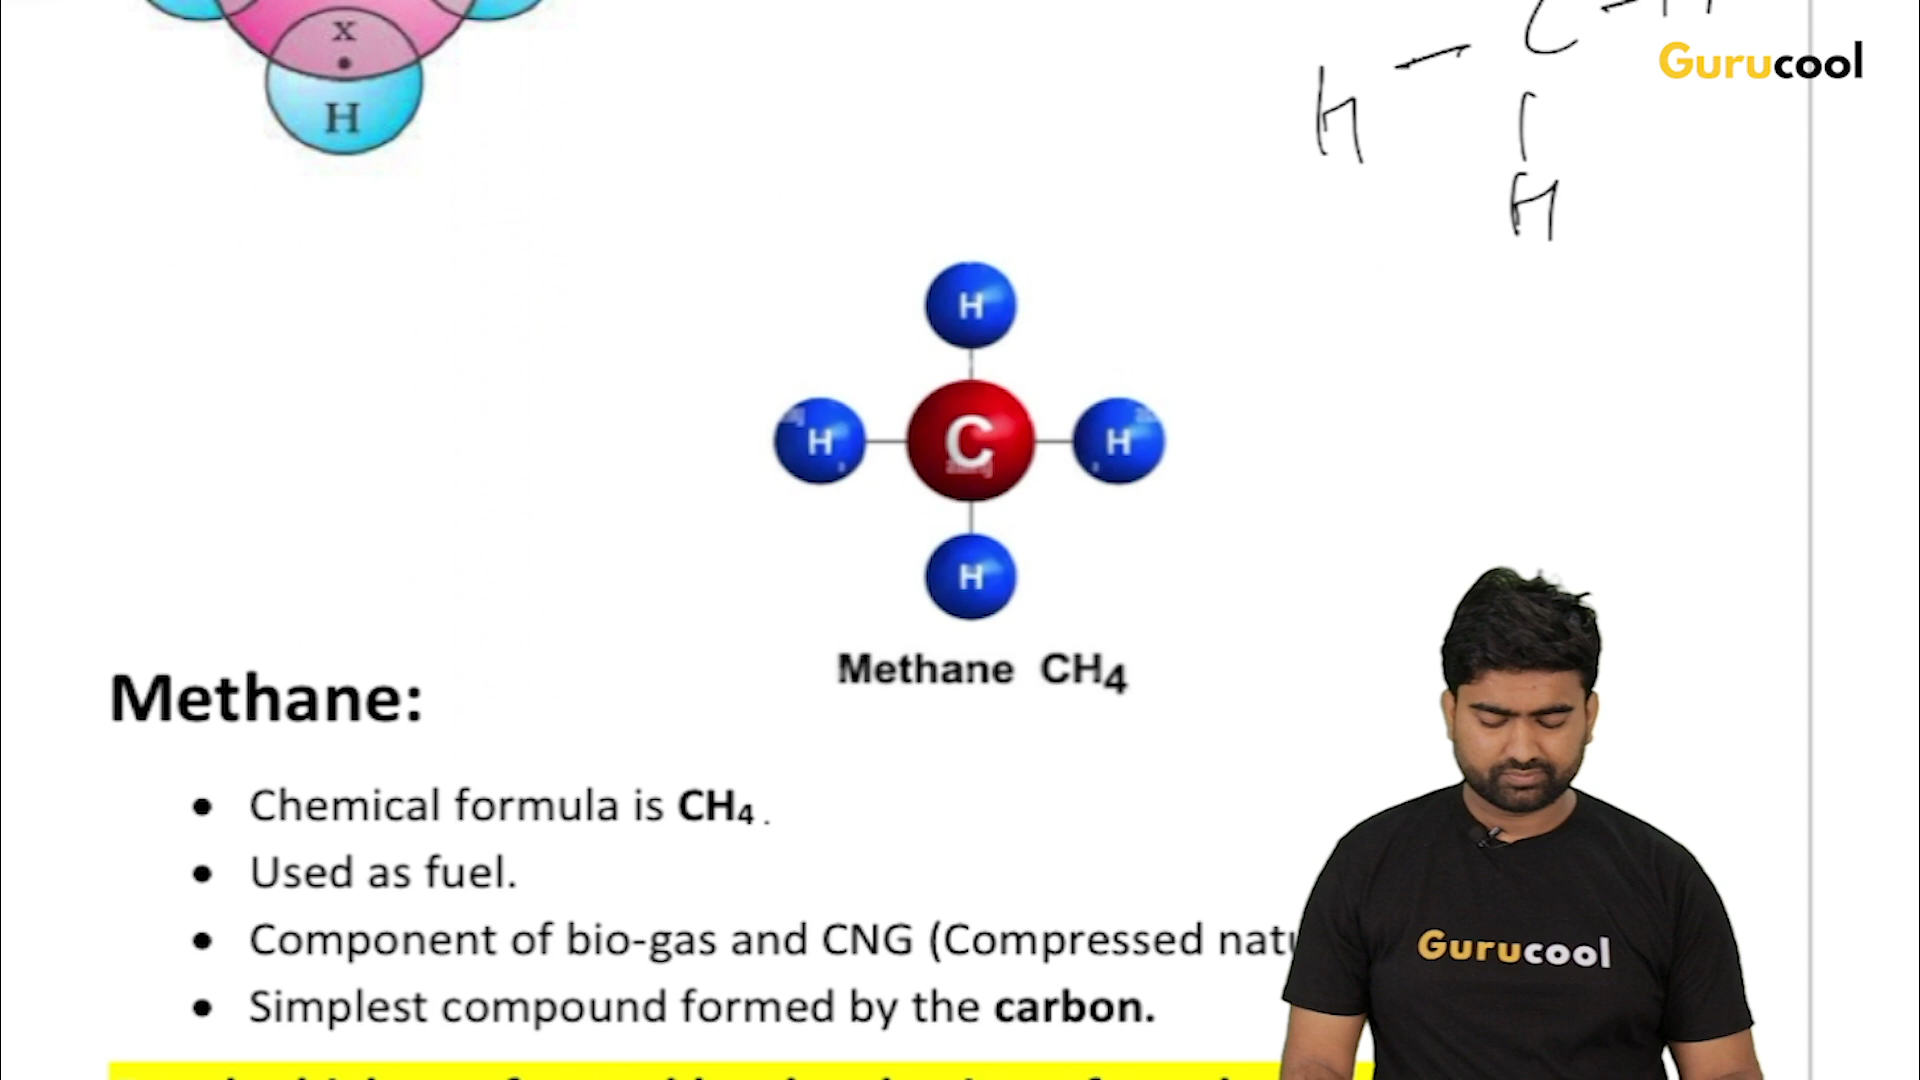 x
H
C
H
H
Gurucool
H
H C H
H
Methane CH4
Methane:
• Chemical formula is CH4 .
• Used as fuel.
• Component of bio-gas and CNG (Compressed
• Simplest compound formed by the carbon.
Gurucool